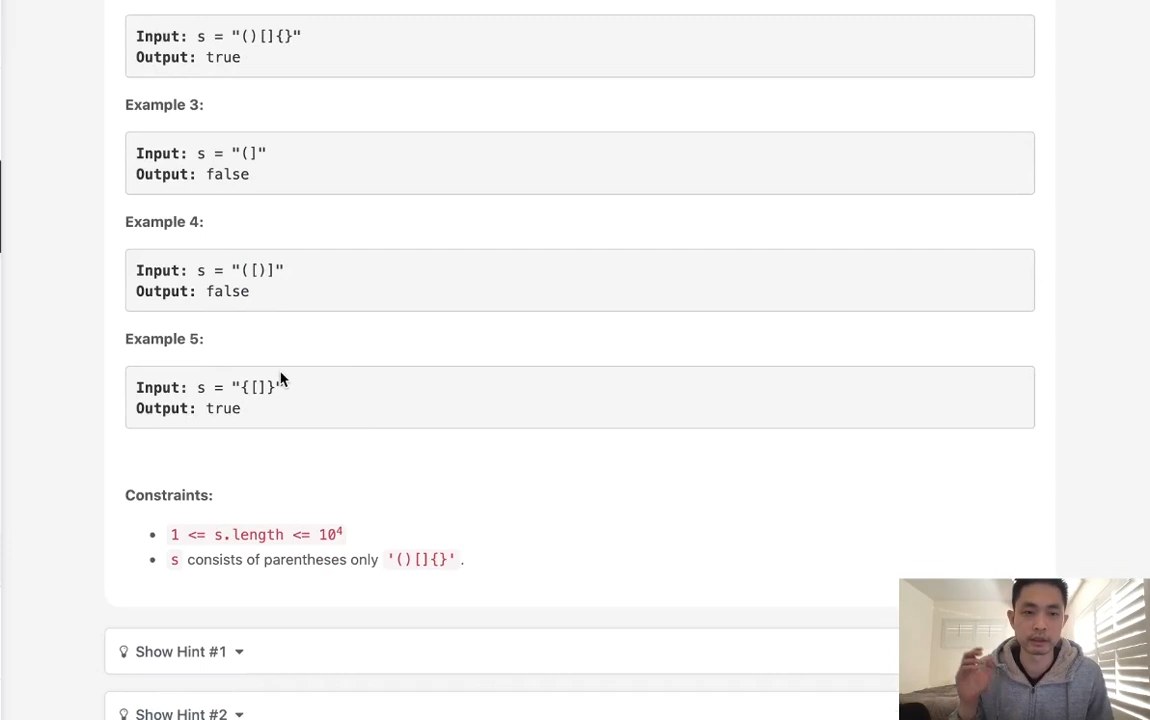 Input: s = "()[]{}"
Output: true
Example 3:
Input: s = "(]"
Output: false
Example 4:
Input: s = "([)]"
Output: false
Example 5:
Input: s = "{[]}"
Output: true
Constraints:
• 1 <= s.length <= 10⁴
• s consists of parentheses only '()[]{}'.
Show Hint #1
Show Hint #2